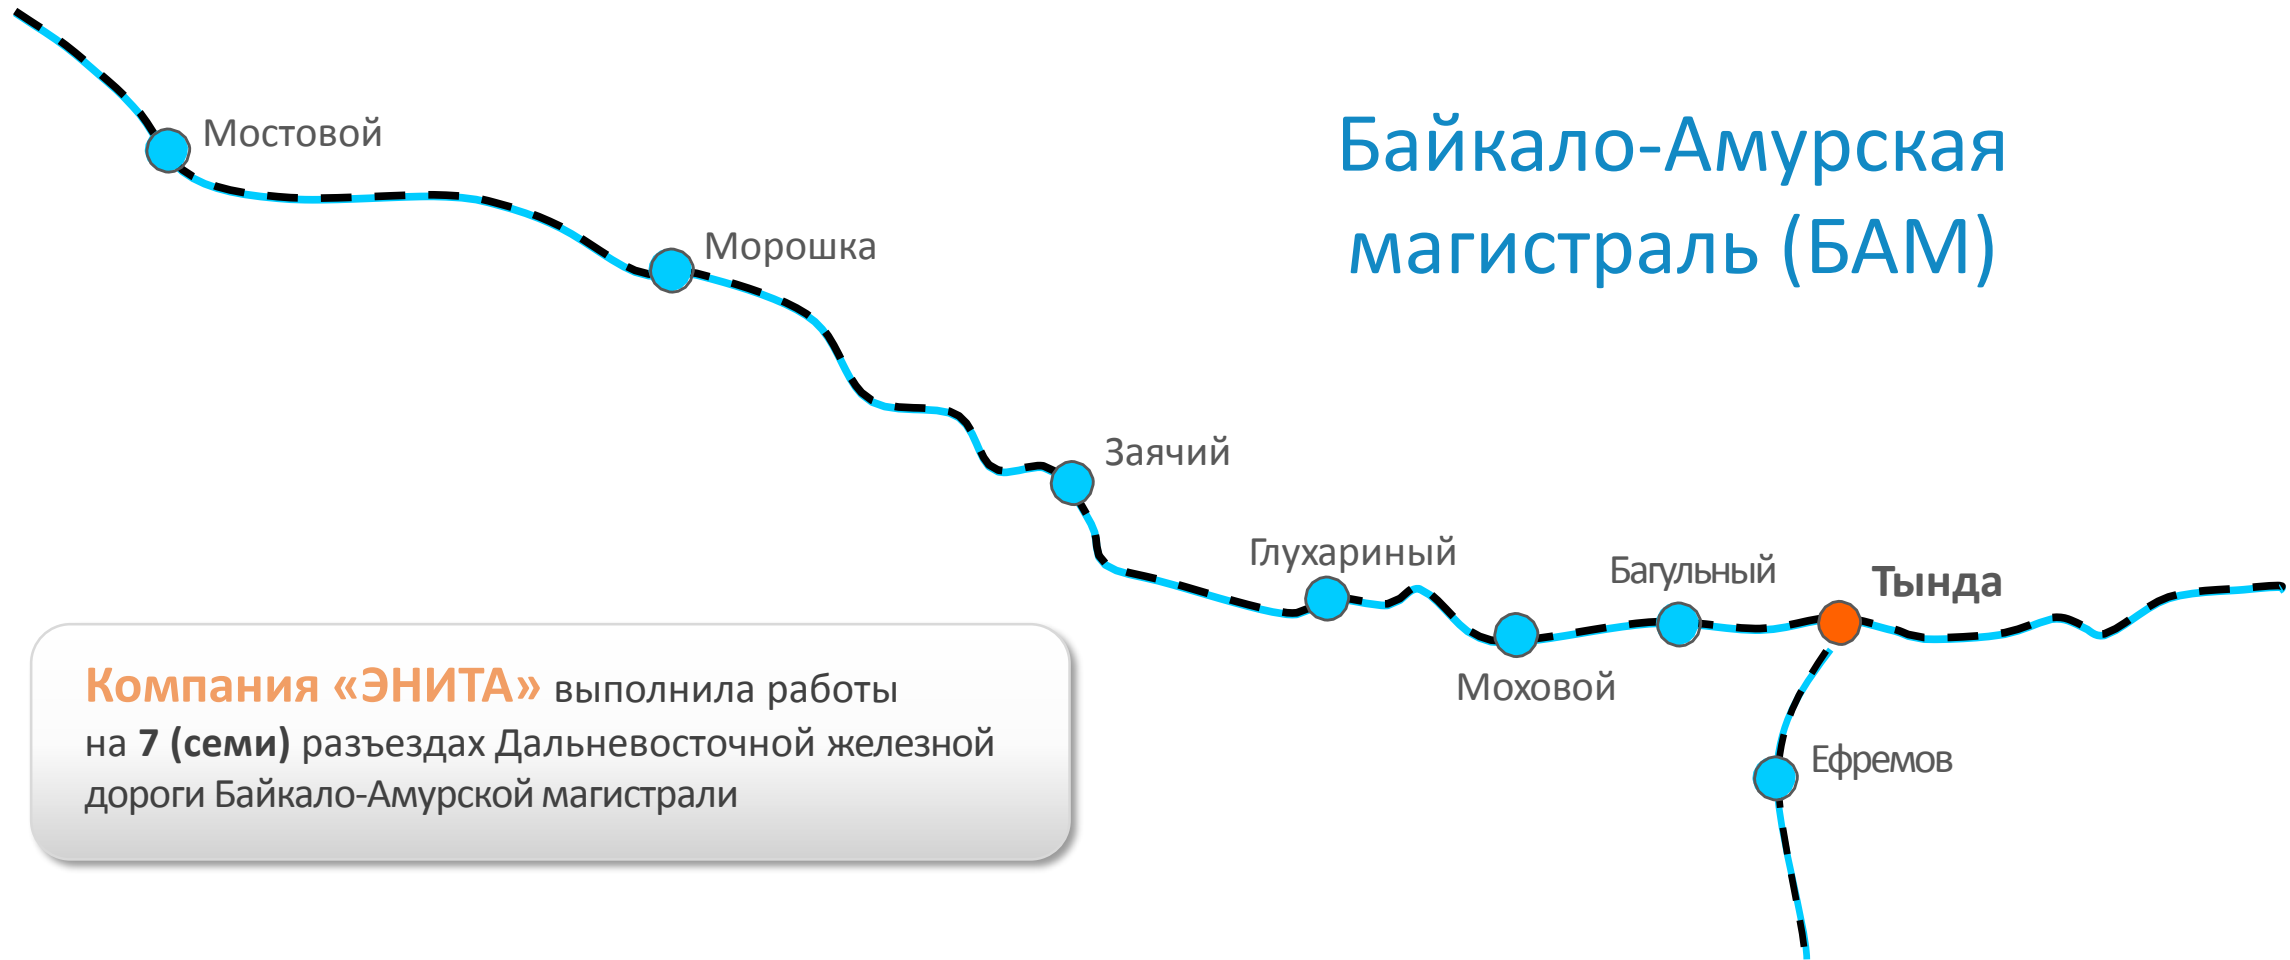 Мостовой
Байкало-Амурская
магистраль (БАМ)
Морошка
Заячий
Глухариный
Багульный
Тында
Моховой
Ефремов
Компания «ЭНИТА» выполнила работы
на 7 (семи) разъездах Дальневосточной железной
дороги Байкало-Амурской магистрали